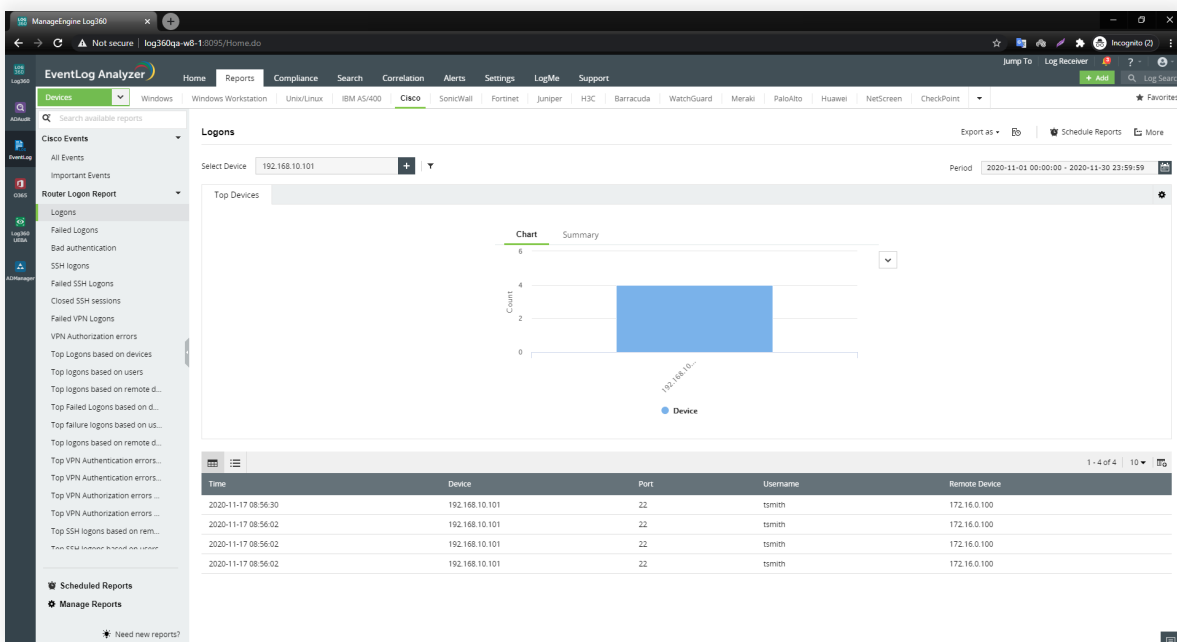 LOG 360 ManageEngine Log360
Not secure | log360qa-w8-1:8095/Home.do
Incognito (2)
LOG 360
Log360
EventLog Analyzer
Jump To
Log Receiver
?
Home
Reports
Compliance
Search
Correlation
Alerts
Settings
LogMe
Support
+ Add
Log Searc
ADAudit
EventLog
O365
Log360 UEBA
ADManager
Devices
Windows
Windows Workstation
Unix/Linux
IBM AS/400
Cisco
SonicWall
Fortinet
Juniper
H3C
Barracuda
WatchGuard
Meraki
PaloAlto
Huawei
NetScreen
CheckPoint
Favorites
Search available reports
Cisco Events
All Events
Important Events
Router Logon Report
Logons
Failed Logons
Bad authentication
SSH logons
Failed SSH Logons
Closed SSH sessions
Failed VPN Logons
VPN Authorization errors
Top Logons based on devices
Top logons based on users
Top logons based on remote d...
Top Failed Logons based on d...
Top failure logons based on us...
Top logons based on remote d...
Top VPN Authentication errors...
Top VPN Authentication errors...
Top VPN Authorization errors ...
Top VPN Authorization errors ...
Top SSH logons based on rem...
Top SSH logons based on users
Scheduled Reports
Manage Reports
Need new reports?
Logons
Export as
Schedule Reports
More
Select Device
192.168.10.101
+
Period
2020-11-01 00:00:00 - 2020-11-30 23:59:59
Top Devices
Chart
Summary
6
4
2
0
Count
192.168.10...
Device
1 - 4 of 4
10
Time Device Port Username Remote Device
2020-11-17 08:56:30 192.168.10.101 22 tsmith 172.16.0.100
2020-11-17 08:56:02 192.168.10.101 22 tsmith 172.16.0.100
2020-11-17 08:56:02 192.168.10.101 22 tsmith 172.16.0.100
2020-11-17 08:56:02 192.168.10.101 22 tsmith 172.16.0.100